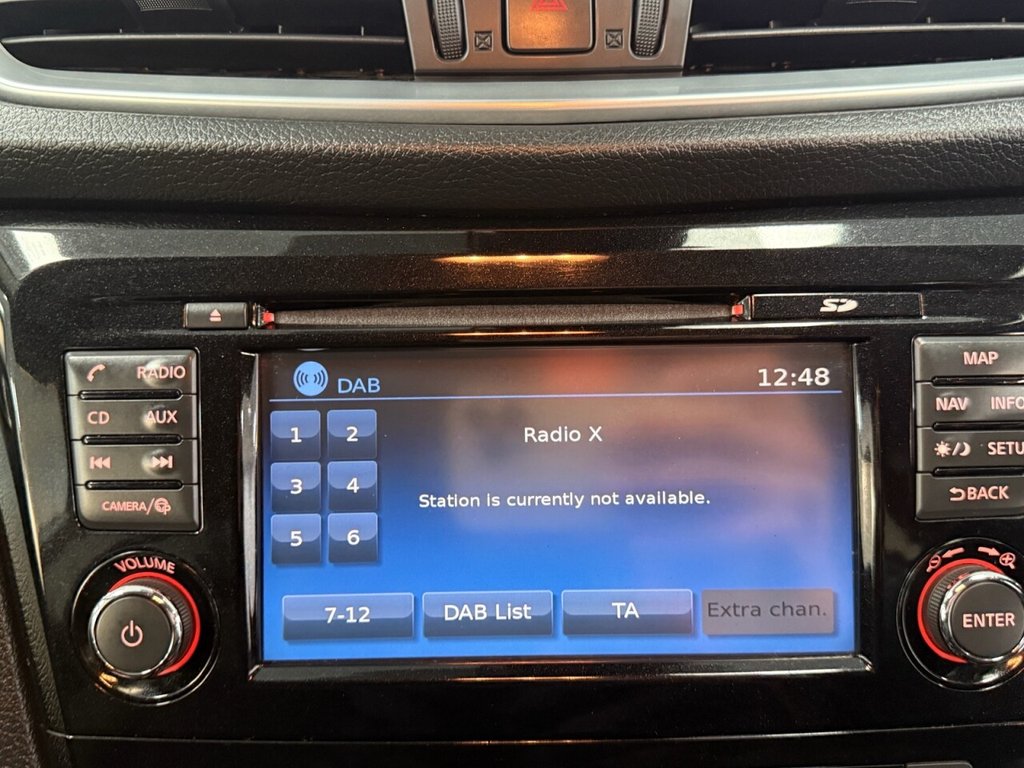 SD
RADIO
CD AUX
CAMERA/
VOLUME
DAB 12:48
1 2
Radio X
3 4
Station is currently not available.
5 6
7-12 DAB List TA Extra chan.
MAP
NAV INFO
SETU
BACK
ENTER